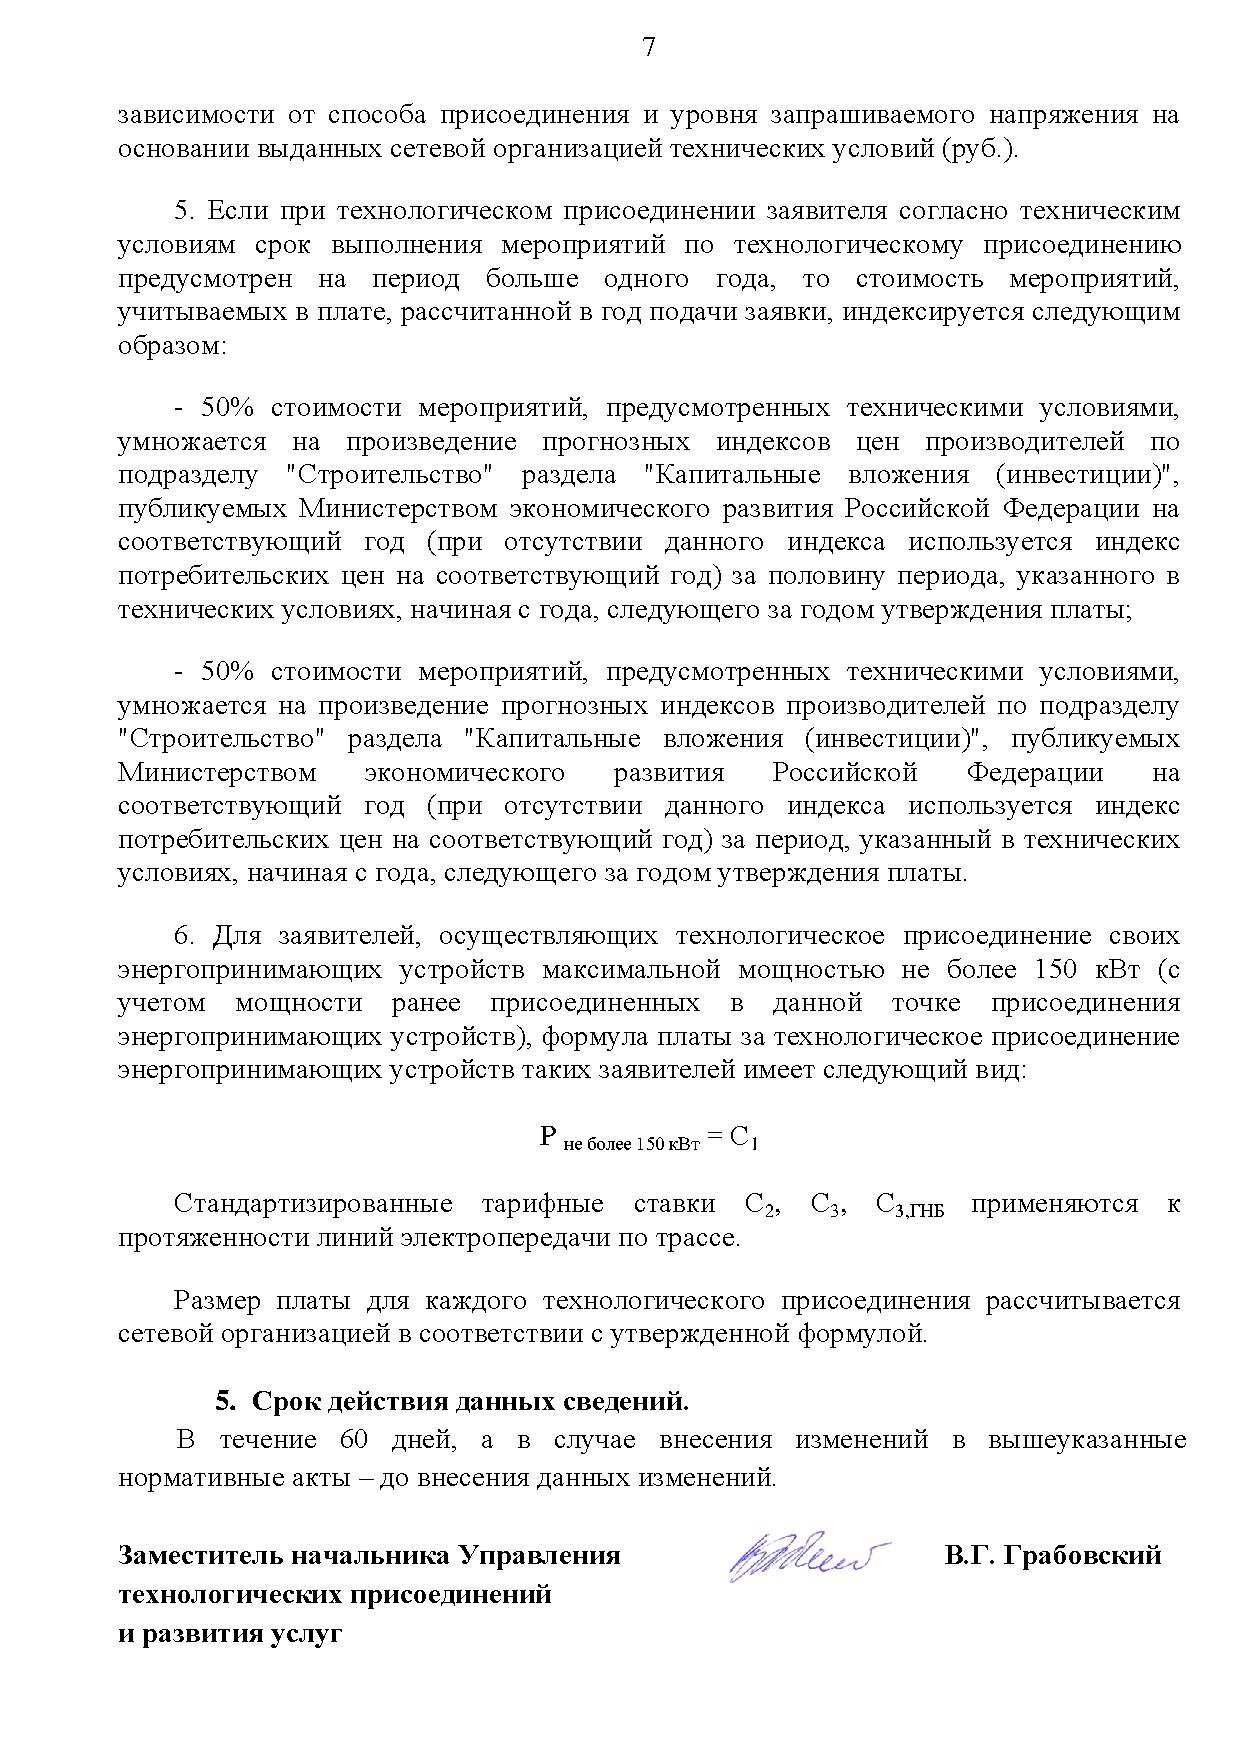 7
зависимости от способа присоединения и уровня запрашиваемого напряжения на
основании выданных сетевой организацией технических условий (руб.).
5. Если при технологическом присоединении заявителя согласно техническим
условиям срок выполнения мероприятий по технологическому присоединению
предусмотрен на период больше одного года, то стоимость мероприятий,
учитываемых в плате, рассчитанной в год подачи заявки, индексируется следующим
образом:
- 50% стоимости мероприятий, предусмотренных техническими условиями,
умножается на произведение прогнозных индексов цен производителей по
подразделу "Строительство" раздела "Капитальные вложения (инвестиции)",
публикуемых Министерством экономического развития Российской Федерации на
соответствующий год (при отсутствии данного индекса используется индекс
потребительских цен на соответствующий год) за половину периода, указанного в
технических условиях, начиная с года, следующего за годом утверждения платы;
- 50% стоимости мероприятий, предусмотренных техническими условиями,
умножается на произведение прогнозных индексов производителей по подразделу
"Строительство" раздела "Капитальные вложения (инвестиции)", публикуемых
Министерством экономического развития Российской Федерации на
соответствующий год (при отсутствии данного индекса используется индекс
потребительских цен на соответствующий год) за период, указанный в технических
условиях, начиная с года, следующего за годом утверждения платы.
6. Для заявителей, осуществляющих технологическое присоединение своих
энергопринимающих устройств максимальной мощностью не более 150 кВт (с
учетом мощности ранее присоединенных в данной точке присоединения
энергопринимающих устройств), формула платы за технологическое присоединение
энергопринимающих устройств таких заявителей имеет следующий вид:
Р не более 150 кВт = С1
Стандартизированные тарифные ставки С2, С3, С3,ГНБ применяются к
протяженности линий электропередачи по трассе.
Размер платы для каждого технологического присоединения рассчитывается
сетевой организацией в соответствии с утвержденной формулой.
5. Срок действия данных сведений.
В течение 60 дней, а в случае внесения изменений в вышеуказанные
нормативные акты – до внесения данных изменений.
Заместитель начальника Управления В.Г. Грабовский
технологических присоединений
и развития услуг